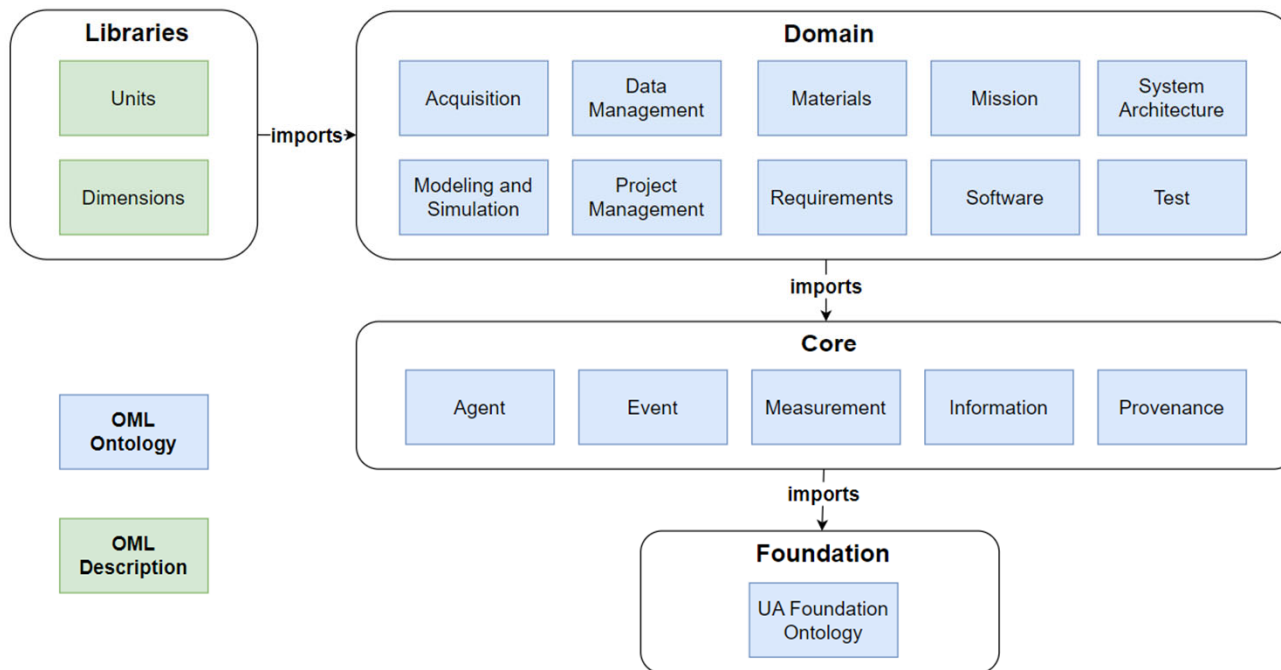 Libraries
Units
Dimensions
imports
Domain
Acquisition
Data
Management
Materials
Mission
System
Architecture
Modeling and
Simulation
Project
Management
Requirements
Software
Test
imports
Core
Agent
Event
Measurement
Information
Provenance
imports
Foundation
UA Foundation
Ontology
OML
Ontology
OML
Description